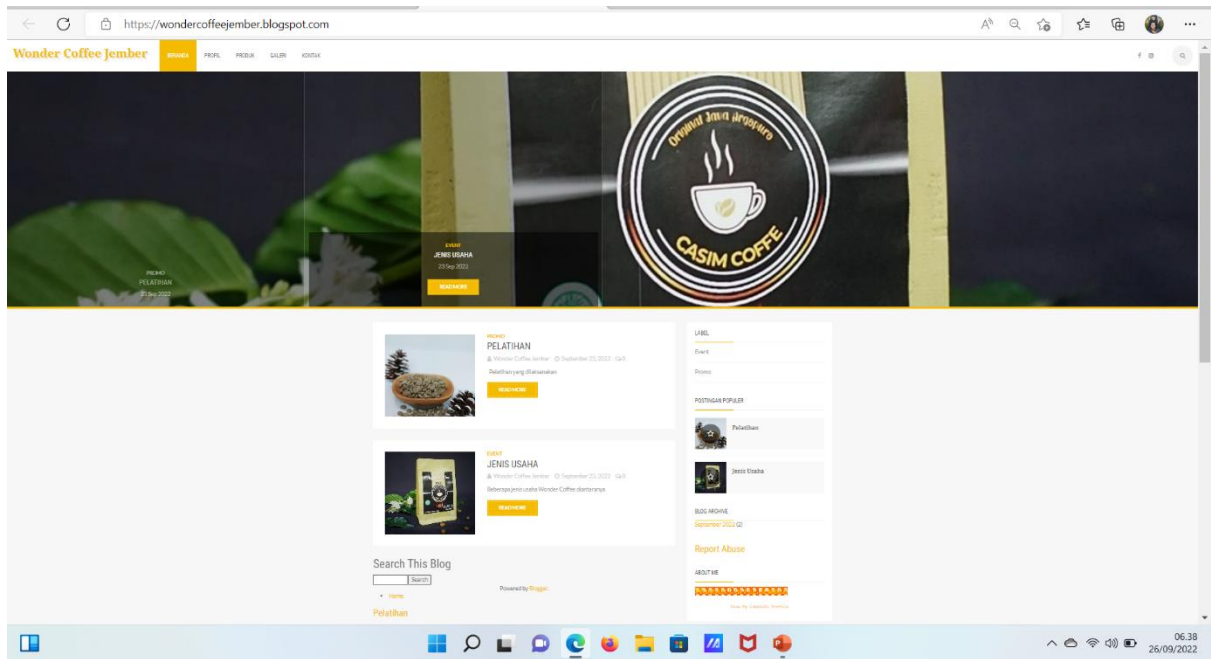 https://wondercoffeejember.blogspot.com
Wonder Coffee Jember
BERANDA PROFIL PRODUK GALERI KONTAK
Original Java Argopuro
CASIM COFFE
PROMO
PELATIHAN
23 Sep 2022
EVENT
JENIS USAHA
23 Sep 2022
READ MORE
PROMO
PELATIHAN
Wonder Coffee Jember September 23, 2022 0
Pelatihan yang dilaksanakan
READ MORE
EVENT
JENIS USAHA
Wonder Coffee Jember September 23, 2022 0
Beberapa jenis usaha Wonder Coffee diantaranya
READ MORE
Search This Blog
Search
Home
Powered by Blogger.
Pelatihan
LABEL
Event
Promo
POSTINGAN POPULER
Pelatihan
Jenis Usaha
BLOG ARCHIVE
September 2022 (2)
Report Abuse
ABOUT ME
06.38
26/09/2022